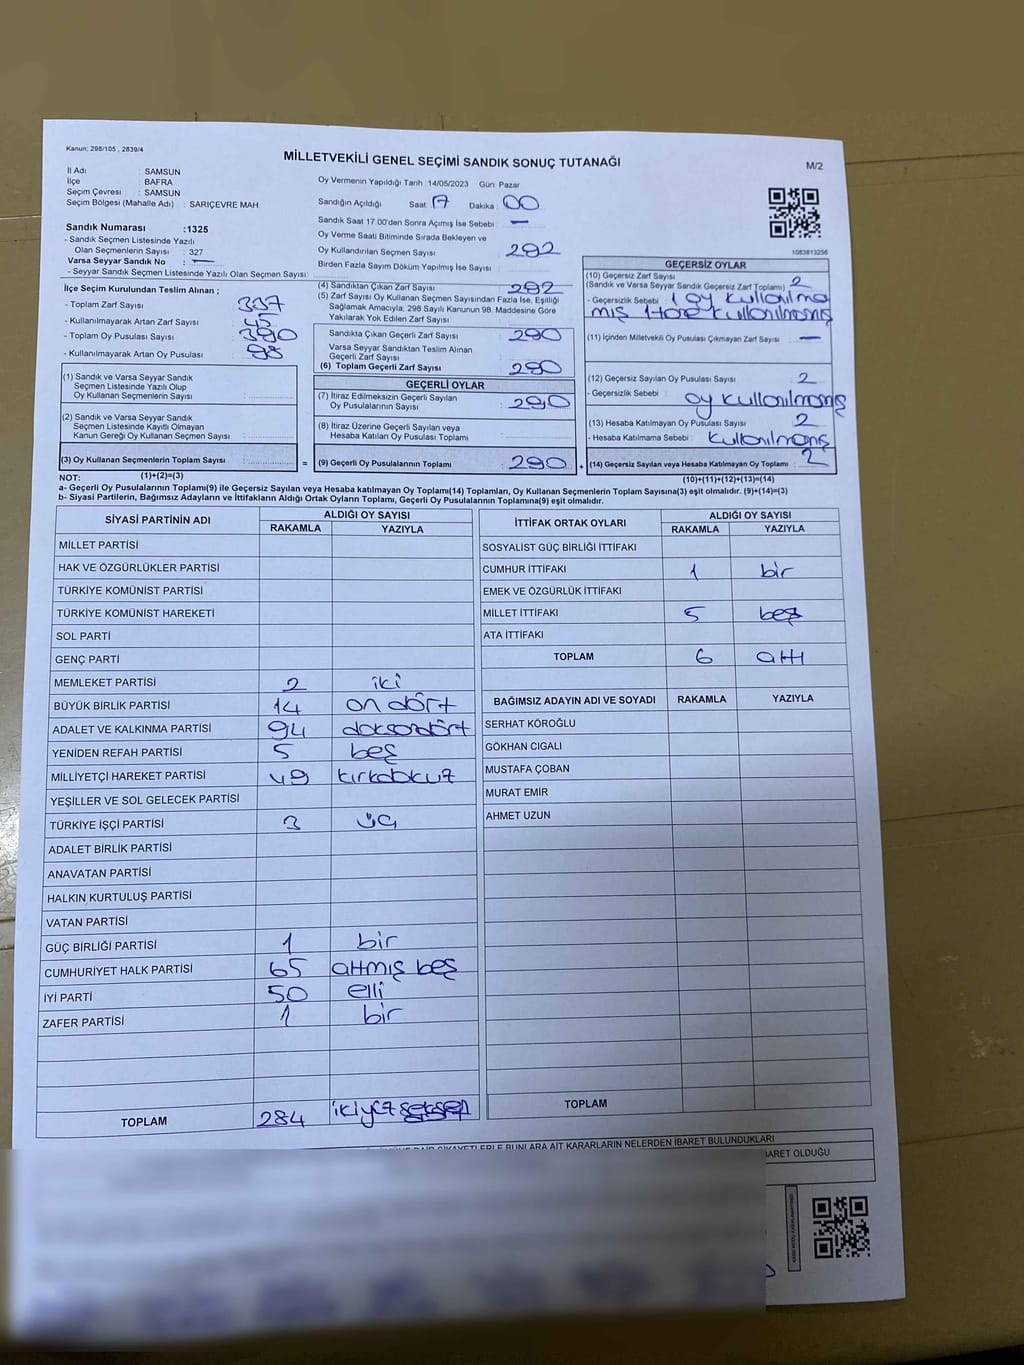 Kanun: 298/105 , 2839/4
MİLLETVEKİLİ GENEL SEÇİMİ SANDIK SONUÇ TUTANAĞI
M/2
İl Adı : SAMSUN
İlçe : BAFRA
Seçim Çevresi : SAMSUN
Seçim Bölgesi (Mahalle Adı) : SARIÇEVRE MAH.
Sandık Numarası :1325
- Sandık Seçmen Listesinde Yazılı
Olan Seçmenlerin Sayısı : 327
Varsa Seyyar Sandık No : —
- Seyyar Sandık Seçmen Listesinde Yazılı Olan Seçmen Sayısı:
Oy Vermenin Yapıldığı Tarih :14/05/2023 Gün: Pazar
Sandığın Açıldığı Saat : 17 Dakika : 00
Sandık Saat 17.00'den Sonra Açımış İse Sebebi : —
Oy Verme Saati Bitiminde Sırada Bekleyen ve
Oy Kullandırılan Seçmen Sayısı : 292
Birden Fazla Sayım Döküm Yapılmış İse Sayısı :
1083813256
İlçe Seçim Kurulundan Teslim Alınan ;
- Toplam Zarf Sayısı : 337
- Kullanılmayarak Artan Zarf Sayısı : 45
- Toplam Oy Pusulası Sayısı : 390
- Kullanılmayarak Artan Oy Pusulası : 98
(1) Sandık ve Varsa Seyyar Sandık
Seçmen Listesinde Yazılı Olup
Oy Kullanan Seçmenlerin Sayısı :
(2) Sandık ve Varsa Seyyar Sandık
Seçmen Listesinde Kayıtlı Olmayan
Kanun Gereği Oy Kullanan Seçmen Sayısı :
(3) Oy Kullanan Seçmenlerin Toplam Sayısı :
(1)+(2)=(3)
(4) Sandıktan Çıkan Zarf Sayısı : 292
(5) Zarf Sayısı Oy Kullanan Seçmen Sayısından Fazla İse, Eşitliği
Sağlamak Amacıyla, 298 Sayılı Kanunun 98. Maddesine Göre
Yakılarak Yok Edilen Zarf Sayısı :
Sandıkta Çıkan Geçerli Zarf Sayısı : 290
Varsa Seyyar Sandıktan Teslim Alınan
Geçerli Zarf Sayısı :
(6) Toplam Geçerli Zarf Sayısı : 290
GEÇERLİ OYLAR
(7) İtiraz Edilmeksizin Geçerli Sayılan
Oy Pusulalarının Sayısı : 290
(8) İtiraz Üzerine Geçerli Sayılan veya
Hesaba Katılan Oy Pusulası Toplamı :
= (9) Geçerli Oy Pusulalarının Toplamı : 290
GEÇERSİZ OYLAR
(10) Geçersiz Zarf Sayısı
(Sandık ve Varsa Seyyar Sandık Geçersiz Zarf Toplamı) : 2
- Geçersizlik Sebebi : 1 oy kullanılma
mış 1 tane kullanılmamış
(11) İçinden Milletvekili Oy Pusulası Çıkmayan Zarf Sayısı : —
(12) Geçersiz Sayılan Oy Pusulası Sayısı : 2
- Geçersizlik Sebebi : oy kullanılmamış
(13) Hesaba Katılmayan Oy Pusulası Sayısı : 2
- Hesaba Katılmama Sebebi : kullanılmamış
+ (14) Geçersiz Sayılan veya Hesaba Katılmayan Oy Toplamı : 2
(10)+(11)+(12)+(13)=(14)
NOT:
a- Geçerli Oy Pusulalarının Toplamı(9) ile Geçersiz Sayılan veya Hesaba katılmayan Oy Toplamı(14) Toplamları, Oy Kullanan Seçmenlerin Toplam Sayısına(3) eşit olmalıdır. (9)+(14)=(3)
b- Siyasi Partilerin, Bağımsız Adayların ve İttifakların Aldığı Ortak Oyların Toplamı, Geçerli Oy Pusulalarının Toplamına(9) eşit olmalıdır.
SİYASİ PARTİNİN ADI ALDIĞI OY SAYISI
RAKAMLA YAZIYLA
MİLLET PARTİSİ
HAK VE ÖZGÜRLÜKLER PARTİSİ
TÜRKİYE KOMÜNİST PARTİSİ
TÜRKİYE KOMÜNİST HAREKETİ
SOL PARTİ
GENÇ PARTİ
MEMLEKET PARTİSİ 2 iki
BÜYÜK BİRLİK PARTİSİ 14 on dört
ADALET VE KALKINMA PARTİSİ 94 doksandört
YENİDEN REFAH PARTİSİ 5 beş
MİLLİYETÇİ HAREKET PARTİSİ 49 kırkdokuz
YEŞİLLER VE SOL GELECEK PARTİSİ
TÜRKİYE İŞÇİ PARTİSİ 3 üç
ADALET BİRLİK PARTİSİ
ANAVATAN PARTİSİ
HALKIN KURTULUŞ PARTİSİ
VATAN PARTİSİ
GÜÇ BİRLİĞİ PARTİSİ 1 bir
CUMHURİYET HALK PARTİSİ 65 atmış beş
İYİ PARTİ 50 elli
ZAFER PARTİSİ 1 bir
TOPLAM 284 ikiyüz
İTTİFAK ORTAK OYLARI ALDIĞI OY SAYISI
RAKAMLA YAZIYLA
SOSYALİST GÜÇ BİRLİĞİ İTTİFAKI
CUMHUR İTTİFAKI 1 bir
EMEK VE ÖZGÜRLÜK İTTİFAKI
MİLLET İTTİFAKI 5 beş
ATA İTTİFAKI
TOPLAM 6 altı
BAĞIMSIZ ADAYIN ADI VE SOYADI RAKAMLA YAZIYLA
SERHAT KÖROĞLU
GÖKHAN CIGALI
MUSTAFA ÇOBAN
MURAT EMİR
AHMET UZUN
TOPLAM
ŞİKAYETLERLE BUNLARA AİT KARARLARIN NELERDEN İBARET BULUNDUKLARI
İBARET OLDUĞU